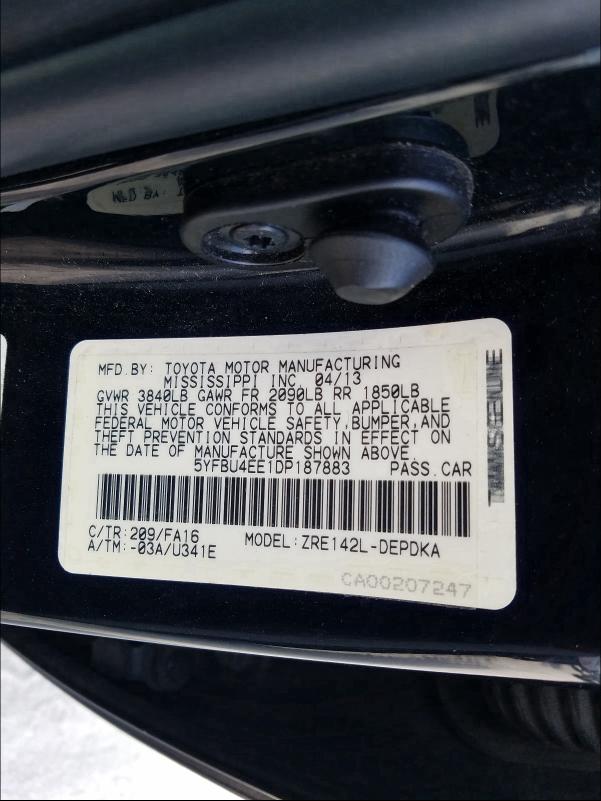 MFD.BY: TOYOTA MOTOR MANUFACTURING
MISSISSIPPI INC. 04/13
GVWR 3840LB GAWR FR 2090LB RR 1850LB
THIS VEHICLE CONFORMS TO ALL APPLICABLE
FEDERAL MOTOR VEHICLE SAFETY,BUMPER,AND
THEFT PREVENTION STANDARDS IN EFFECT ON
THE DATE OF MANUFACTURE SHOWN ABOVE.
5YFBU4EE1DP187883 PASS.CAR
C/TR:209/FA16
A/TM:-03A/U341E MODEL:ZRE142L-DEPDKA
CA00207247